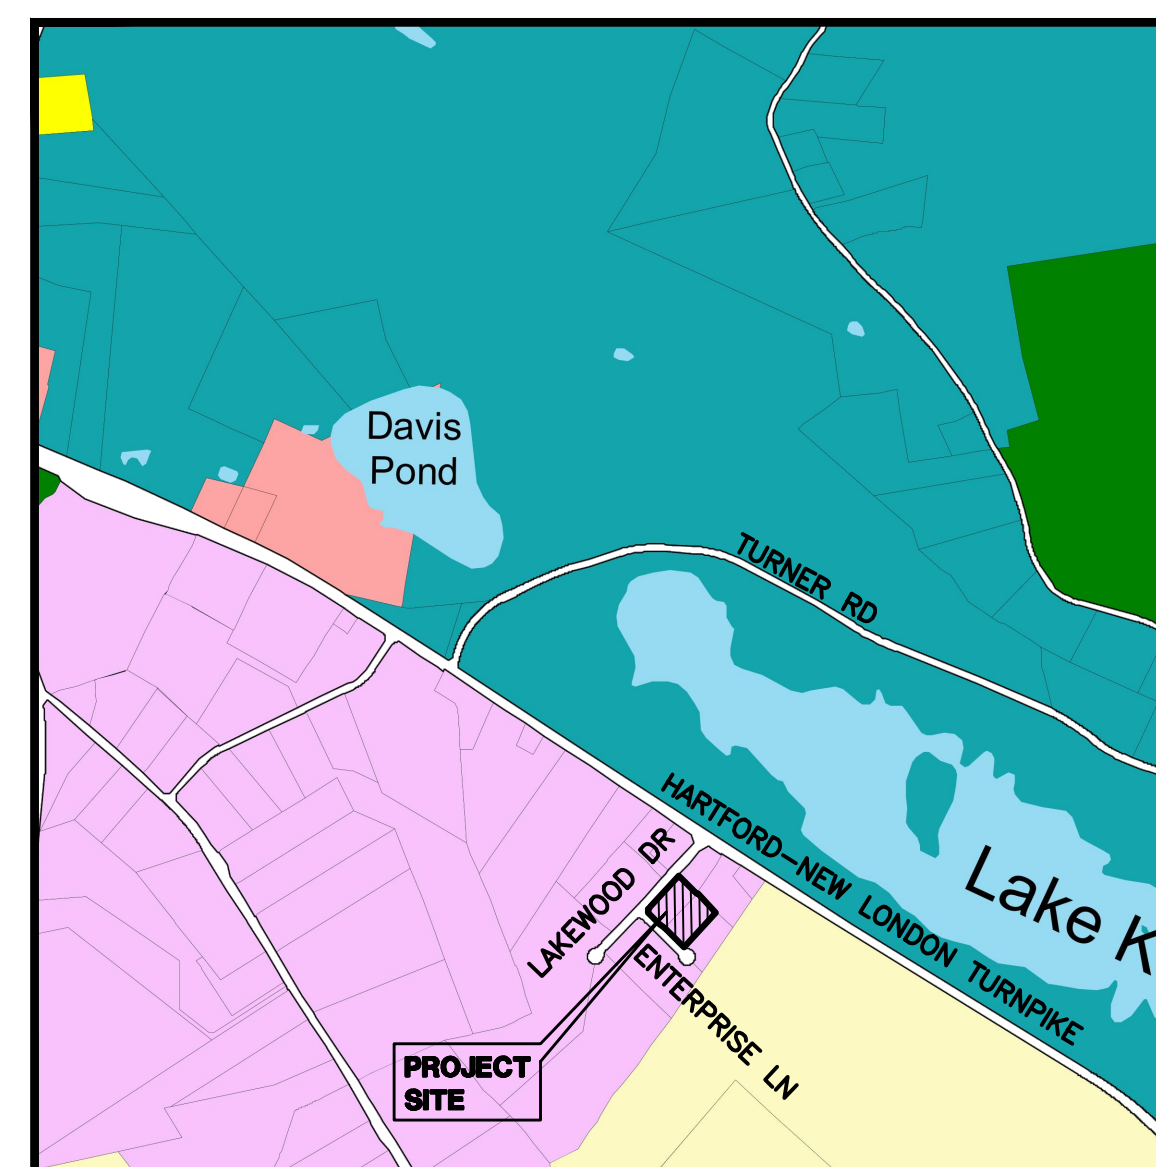 Davis
Pond
TURNER RD
HARTFORD-NEW LONDON TURNPIKE
Lake K
LAKEWOOD DR
ENTERPRISE LN
PROJECT
SITE